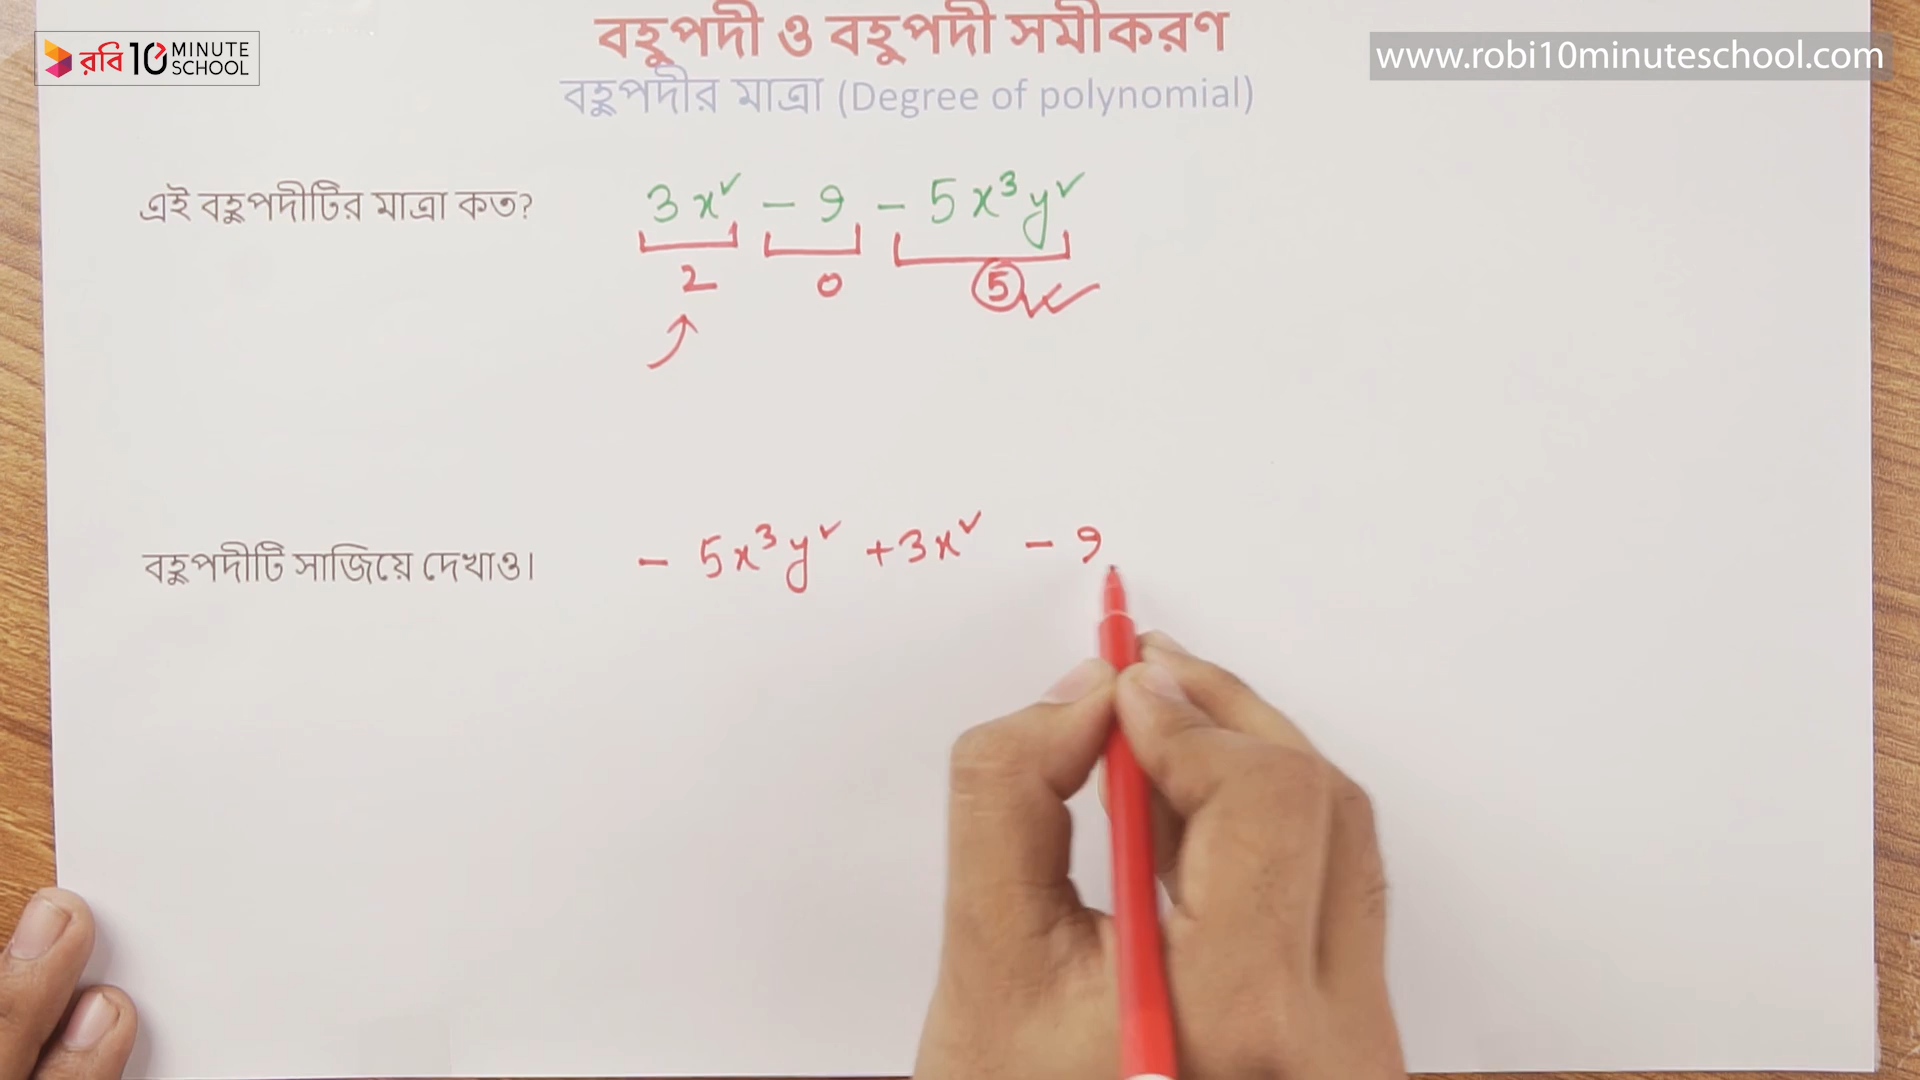 বহুপদী ও বহুপদী সমীকরণ
রবি 10 MINUTE SCHOOL
www.robi10minuteschool.com
বহুপদীর মাত্রা (Degree of polynomial)
এই বহুপদীটির মাত্রা কত? 3x² - 9 - 5x³y²
2 0 5
বহুপদীটি সাজিয়ে দেখাও। - 5x³y² + 3x² - 9